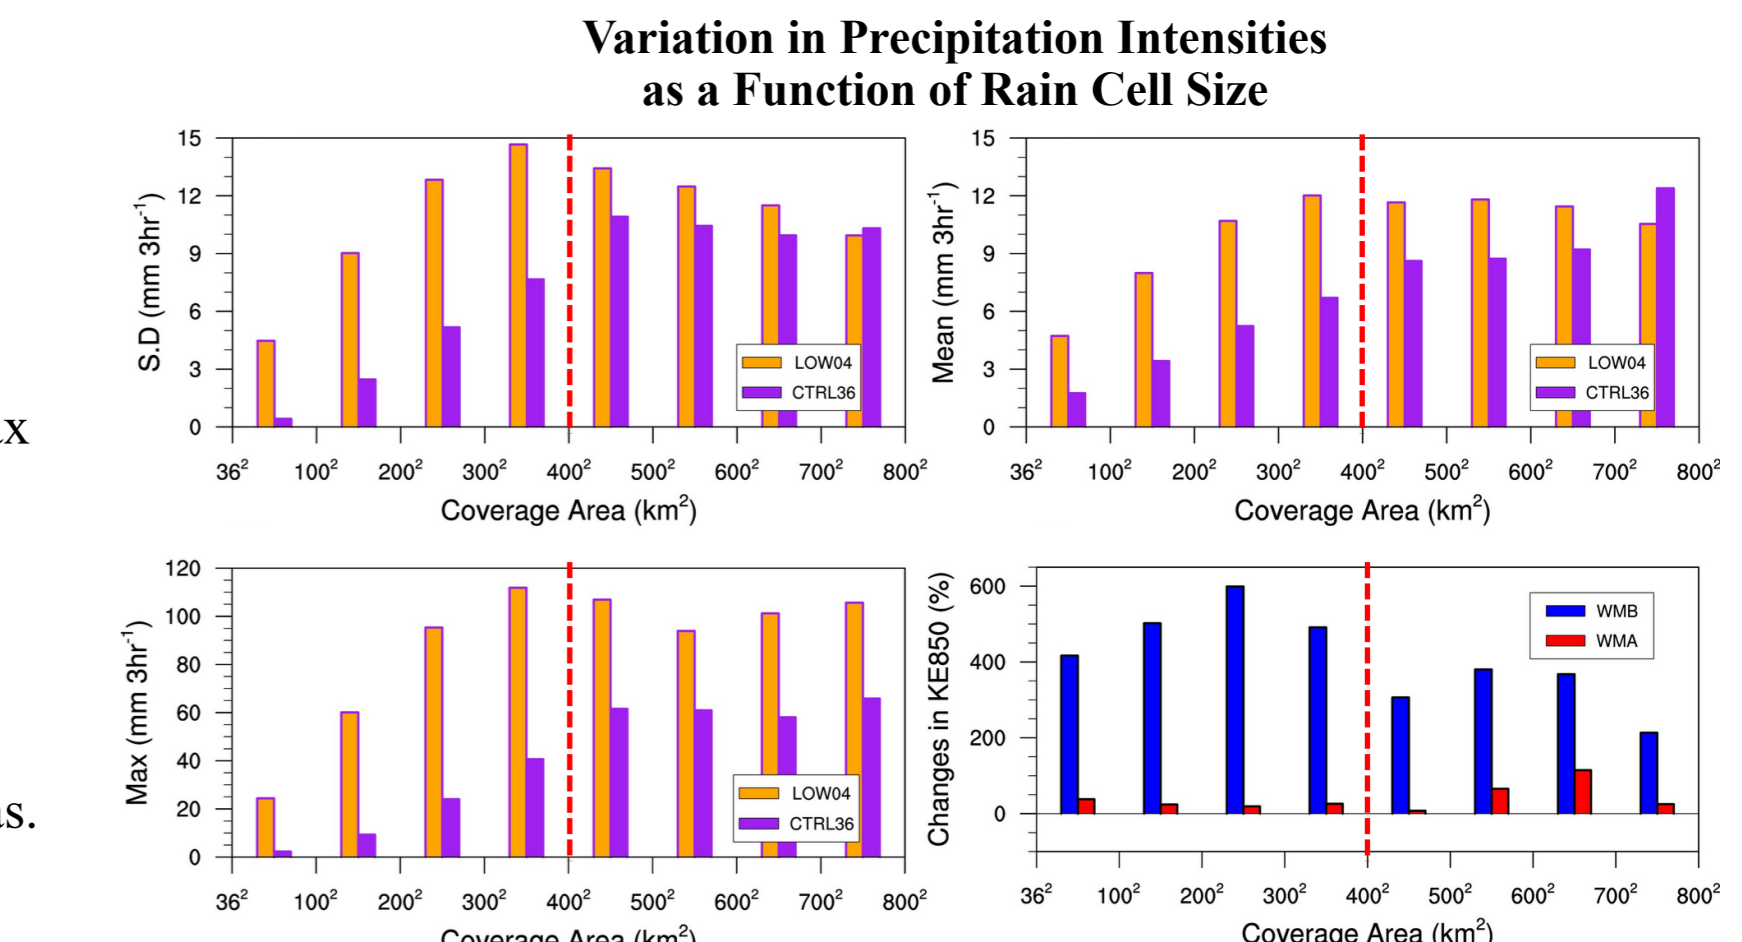 Variation in Precipitation Intensities
as a Function of Rain Cell Size
15
12
9
6
3
0
S.D (mm 3hr⁻¹)
LOW04
CTRL36
36² 100² 200² 300² 400² 500² 600² 700² 800²
Coverage Area (km²)
15
12
9
6
3
0
Mean (mm 3hr⁻¹)
LOW04
CTRL36
36² 100² 200² 300² 400² 500² 600² 700² 800²
Coverage Area (km²)
120
100
80
60
40
20
0
Max (mm 3hr⁻¹)
LOW04
CTRL36
36² 100² 200² 300² 400² 500² 600² 700² 800²
Coverage Area (km²)
600
400
200
0
Changes in KE850 (%)
WMB
WMA
36² 100² 200² 300² 400² 500² 600² 700² 800²
Coverage Area (km²)